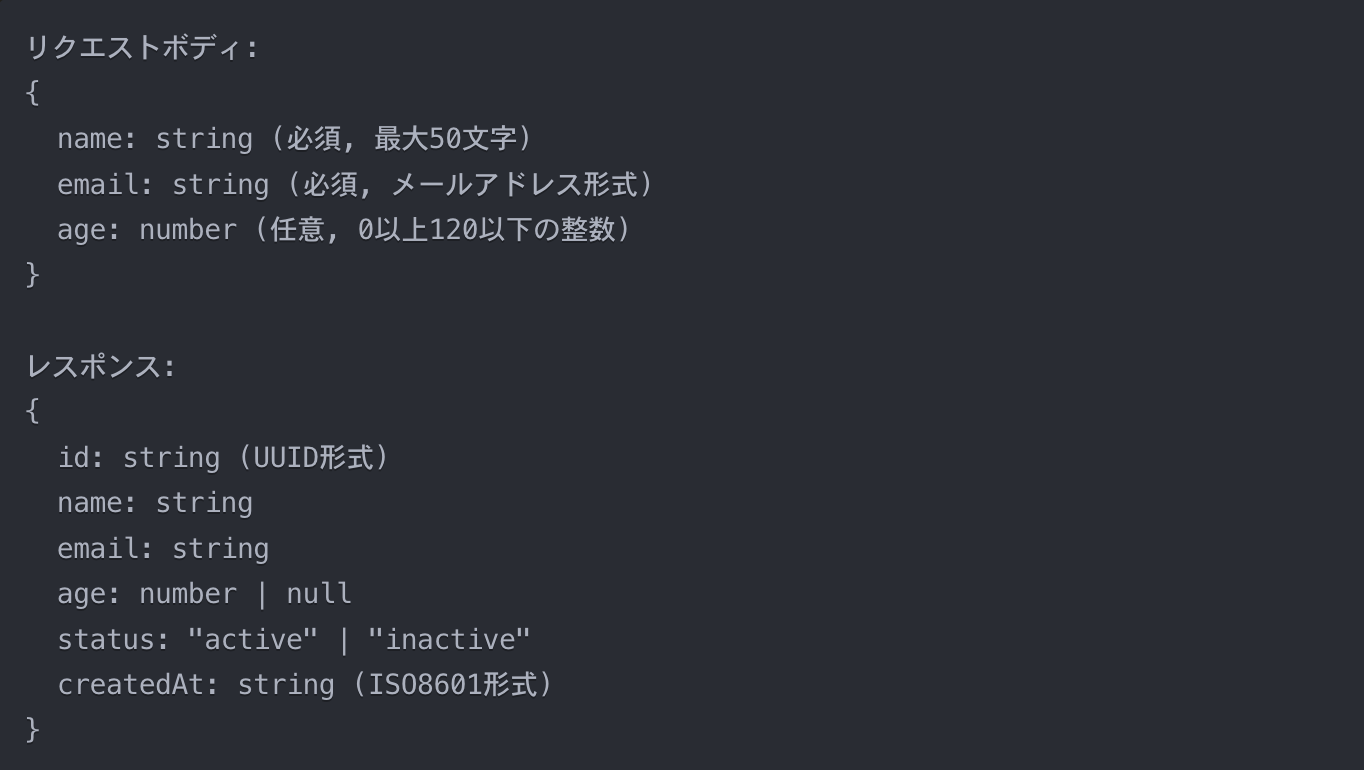 リクエストボディ:
{
  name: string (必須, 最大50文字)
  email: string (必須, メールアドレス形式)
  age: number (任意, 0以上120以下の整数)
}

レスポンス:
{
  id: string (UUID形式)
  name: string
  email: string
  age: number | null
  status: "active" | "inactive"
  createdAt: string (ISO8601形式)
}